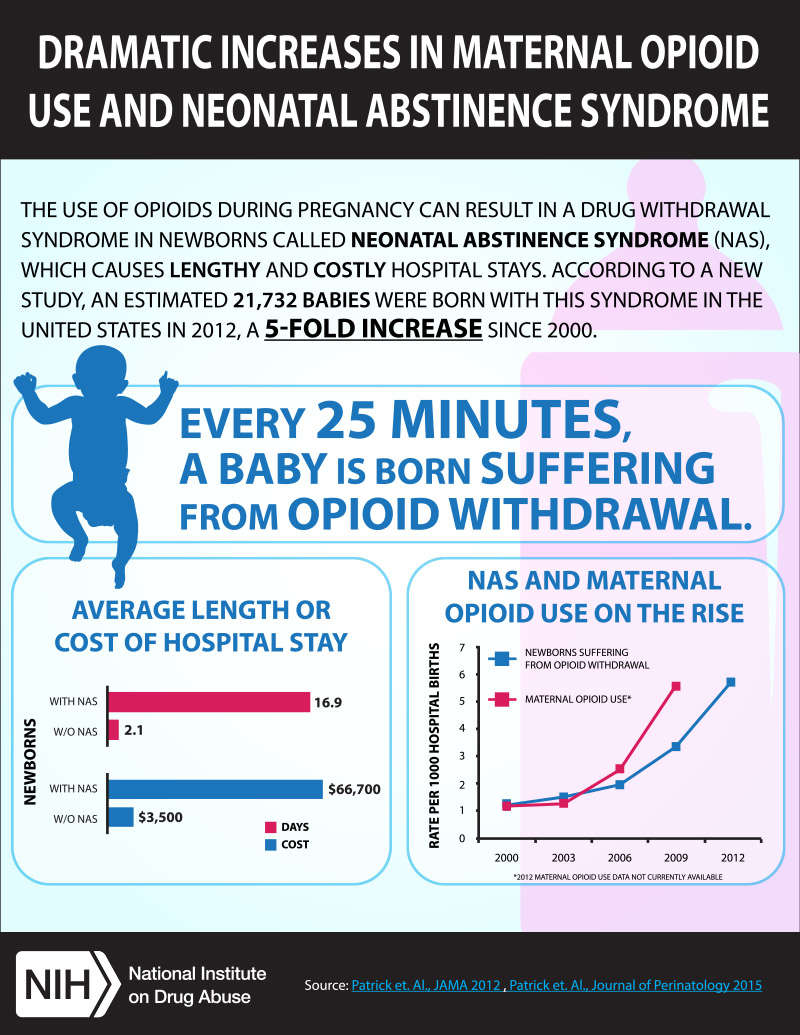 DRAMATIC INCREASES IN MATERNAL OPIOID
USE AND NEONATAL ABSTINENCE SYNDROME
THE USE OF OPIOIDS DURING PREGNANCY CAN RESULT IN A DRUG WITHDRAWAL
SYNDROME IN NEWBORNS CALLED NEONATAL ABSTINENCE SYNDROME (NAS),
WHICH CAUSES LENGTHY AND COSTLY HOSPITAL STAYS. ACCORDING TO A NEW
STUDY, AN ESTIMATED 21,732 BABIES WERE BORN WITH THIS SYNDROME IN THE
UNITED STATES IN 2012, A 5-FOLD INCREASE SINCE 2000.
EVERY 25 MINUTES,
A BABY IS BORN SUFFERING
FROM OPIOID WITHDRAWAL.
AVERAGE LENGTH OR
COST OF HOSPITAL STAY
NEWBORNS
WITH NAS 16.9
W/O NAS 2.1
WITH NAS $66,700
W/O NAS $3,500
DAYS
COST
NAS AND MATERNAL
OPIOID USE ON THE RISE
RATE PER 1000 HOSPITAL BIRTHS
7
6
5
4
3
2
1
0
NEWBORNS SUFFERING
FROM OPIOID WITHDRAWAL
MATERNAL OPIOID USE*
2000 2003 2006 2009 2012
*2012 MATERNAL OPIOID USE DATA NOT CURRENTLY AVAILABLE
NIH
National Institute
on Drug Abuse
Source: Patrick et. Al., JAMA 2012 , Patrick et. Al., Journal of Perinatology 2015